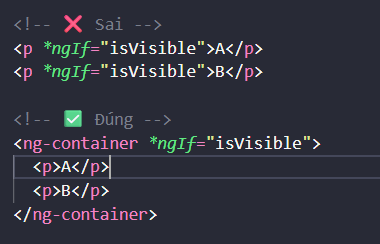 <!-- ❌ Sai -->
<p *ngIf="isVisible">A</p>
<p *ngIf="isVisible">B</p>

<!-- ✅ Đúng -->
<ng-container *ngIf="isVisible">
  <p>A</p>
  <p>B</p>
</ng-container>